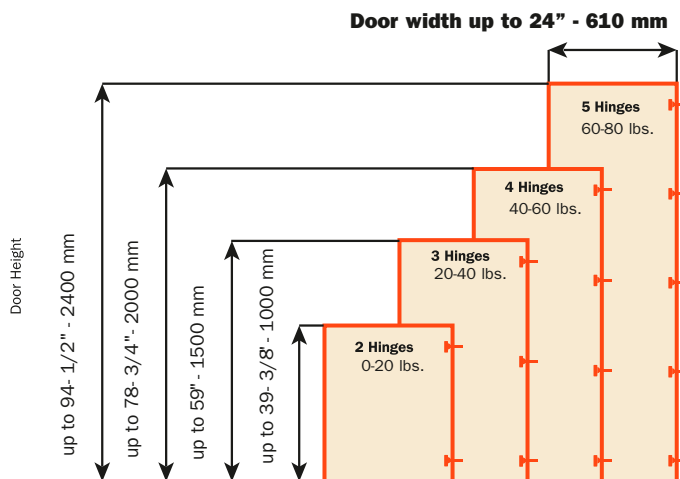 Door width up to 24” - 610 mm
5 Hinges
60-80 lbs.
4 Hinges
40-60 lbs.
3 Hinges
20-40 lbs.
2 Hinges
0-20 lbs.
Door Height
up to 94- 1/2" - 2400 mm
up to 78- 3/4"- 2000 mm
up to 59" - 1500 mm
up to 39- 3/8" - 1000 mm